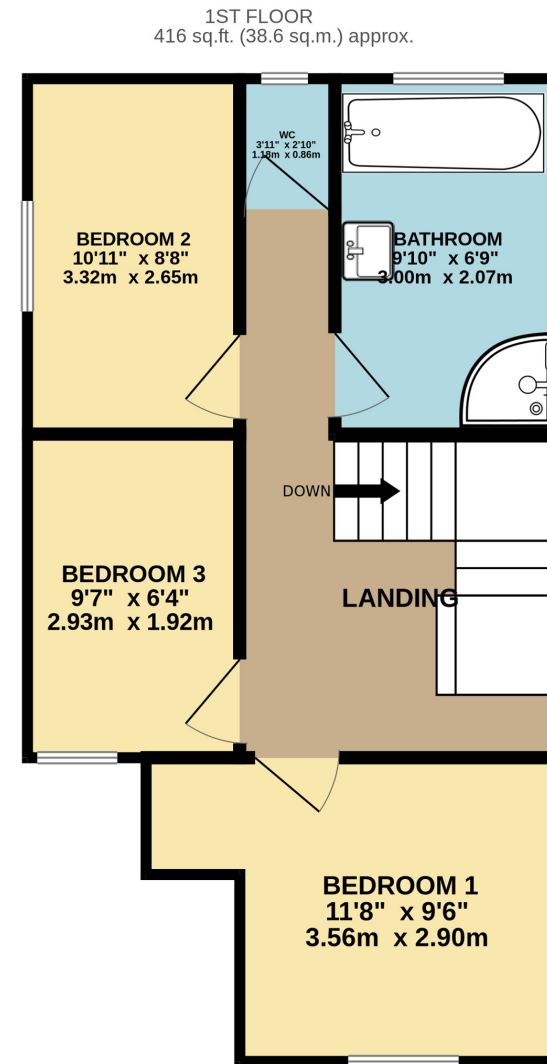 1ST FLOOR
416 sq.ft. (38.6 sq.m.) approx.
WC
3'11" x 2'10"
1.18m x 0.86m
BEDROOM 2
10'11" x 8'8"
3.32m x 2.65m
BATHROOM
9'10" x 6'9"
3.00m x 2.07m
DOWN
BEDROOM 3
9'7" x 6'4"
2.93m x 1.92m
LANDING
BEDROOM 1
11'8" x 9'6"
3.56m x 2.90m